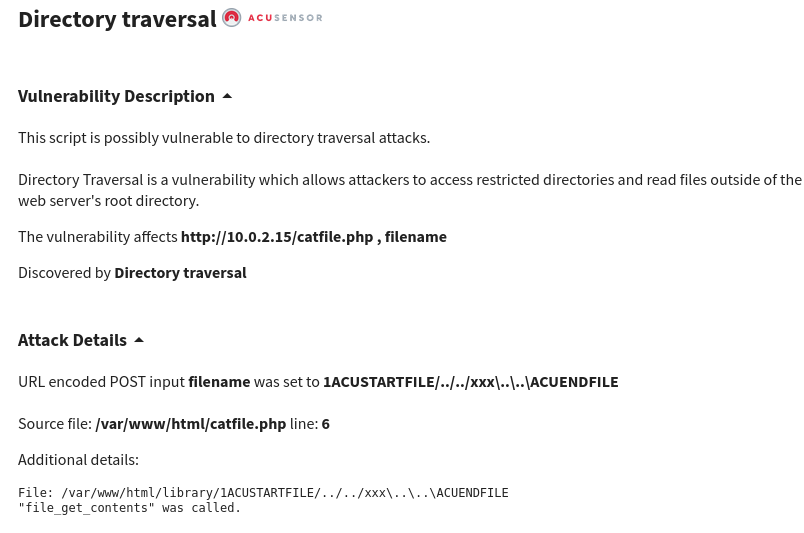 Directory traversal ACUSENSOR
Vulnerability Description
This script is possibly vulnerable to directory traversal attacks.
Directory Traversal is a vulnerability which allows attackers to access restricted directories and read files outside of the
web server's root directory.
The vulnerability affects http://10.0.2.15/catfile.php , filename
Discovered by Directory traversal
Attack Details
URL encoded POST input filename was set to 1ACUSTARTFILE/../../xxx\..\..\ACUENDFILE
Source file: /var/www/html/catfile.php line: 6
Additional details:
File: /var/www/html/library/1ACUSTARTFILE/../../xxx\..\..\ACUENDFILE
"file_get_contents" was called.